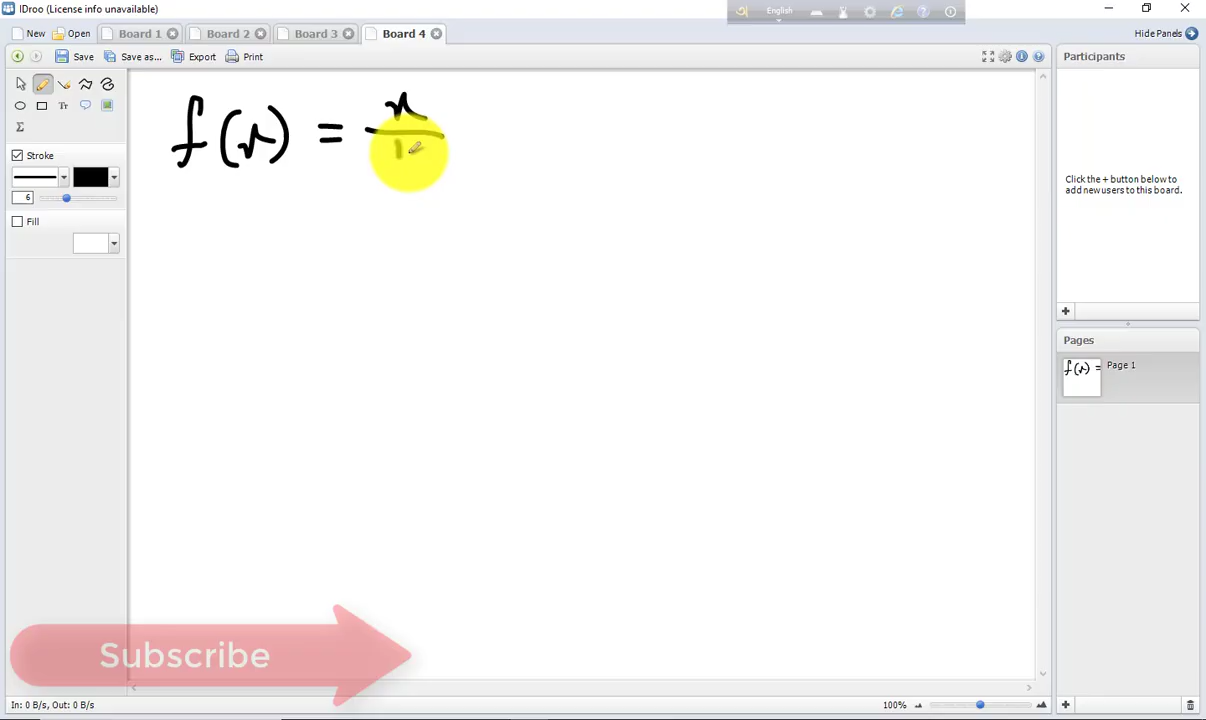 IDroo (License info unavailable)
English
New Open Board 1 Board 2 Board 3 Board 4 Hide Panels
Save Save as... Export Print
Participants
Tr
Σ
Stroke
6
Fill
Click the + button below to
add new users to this board.
Pages
f(x) =
Page 1
f(x) = x
Subscribe
In: 0 B/s, Out: 0 B/s
100%